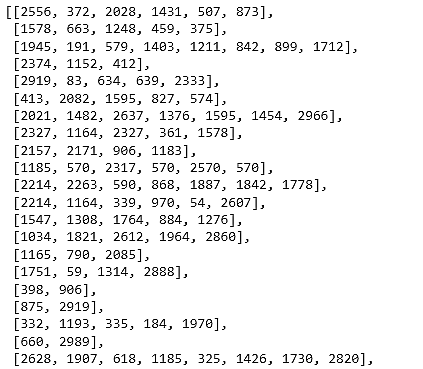 [[2556, 372, 2028, 1431, 507, 873],
[1578, 663, 1248, 459, 375],
[1945, 191, 579, 1403, 1211, 842, 899, 1712],
[2374, 1152, 412],
[2919, 83, 634, 639, 2333],
[413, 2082, 1595, 827, 574],
[2021, 1482, 2637, 1376, 1595, 1454, 2966],
[2327, 1164, 2327, 361, 1578],
[2157, 2171, 906, 1183],
[1185, 570, 2317, 570, 2570, 570],
[2214, 2263, 590, 868, 1887, 1842, 1778],
[2214, 1164, 339, 970, 54, 2607],
[1547, 1308, 1764, 884, 1276],
[1034, 1821, 2612, 1964, 2860],
[1165, 790, 2085],
[1751, 59, 1314, 2888],
[398, 906],
[875, 2919],
[332, 1193, 335, 184, 1970],
[660, 2989],
[2628, 1907, 618, 1185, 325, 1426, 1730, 2820],